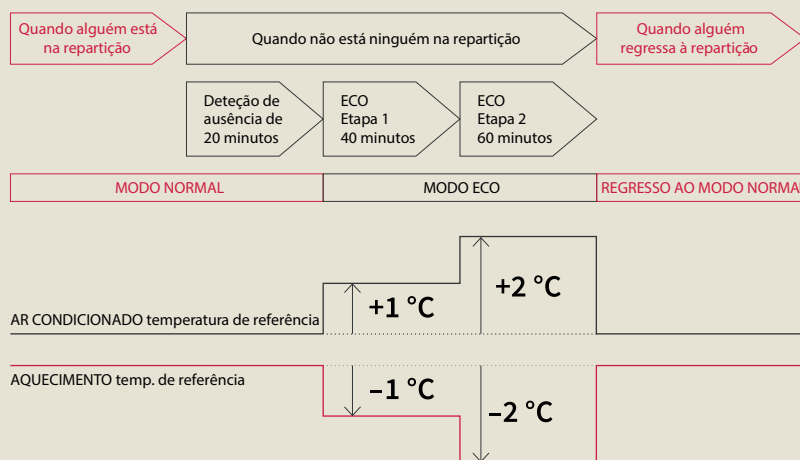 Quando alguém está
na repartição
Quando não está ninguém na repartição
Quando alguém
regressa à repartição
Deteção de
ausência de
20 minutos
ECO
Etapa 1
40 minutos
ECO
Etapa 2
60 minutos
MODO NORMAL
MODO ECO
REGRESSO AO MODO NORMAL
+1 °C
+2 °C
AR CONDICIONADO temperatura de referência
AQUECIMENTO temp. de referência
–1 °C
–2 °C